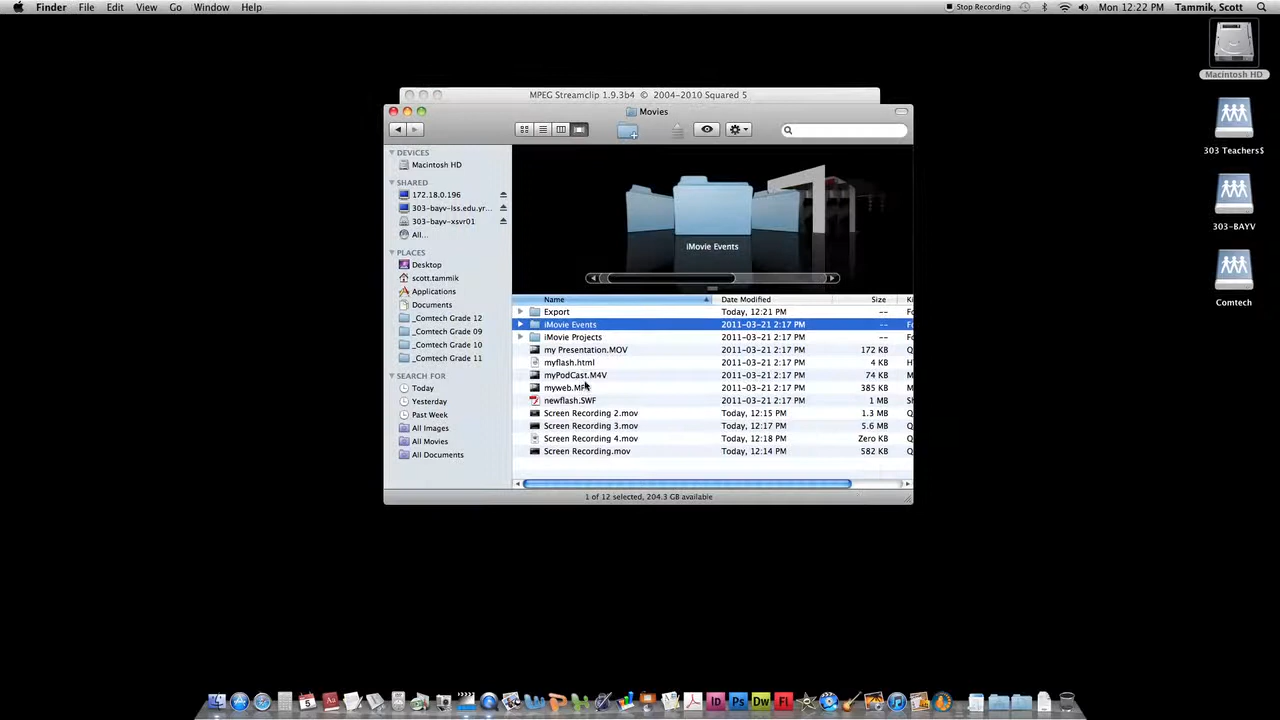 Finder File Edit View Go Window Help Stop Recording Mon 12:22 PM Tammik, Scott
MPEG Streamclip 1.9.3b4 © 2004-2010 Squared 5
Movies
DEVICES
Macintosh HD
SHARED
172.18.0.196
303-bayv-lss.edu.yr...
303-bayv-xsvr01
All...
PLACES
Desktop
scott.tammik
Applications
Documents
_Comtech Grade 12
_Comtech Grade 09
_Comtech Grade 10
_Comtech Grade 11
SEARCH FOR
Today
Yesterday
Past Week
All Images
All Movies
All Documents
iMovie Events
Name Date Modified Size Ki
Export Today, 12:21 PM -- Fo
iMovie Events 2011-03-21 2:17 PM -- Fo
iMovie Projects 2011-03-21 2:17 PM -- Fo
my Presentation.MOV 2011-03-21 2:17 PM 172 KB Q
myflash.html 2011-03-21 2:17 PM 4 KB H
myPodCast.M4V 2011-03-21 2:17 PM 74 KB Q
2011-03-21 2:17 PM 385 KB Q
newflash.SWF 2011-03-21 2:17 PM 1 MB S
Screen Recording 2.mov Today, 12:15 PM 1.3 MB Q
Screen Recording 3.mov Today, 12:17 PM 5.6 MB Q
Screen Recording 4.mov Today, 12:18 PM Zero KB Q
Screen Recording.mov Today, 12:14 PM 582 KB Q
1 of 12 selected, 204.3 GB available
Macintosh HD
303 Teachers$
303-BAYV
Comtech
5
Aa
ID
Ps
Dw
Fl